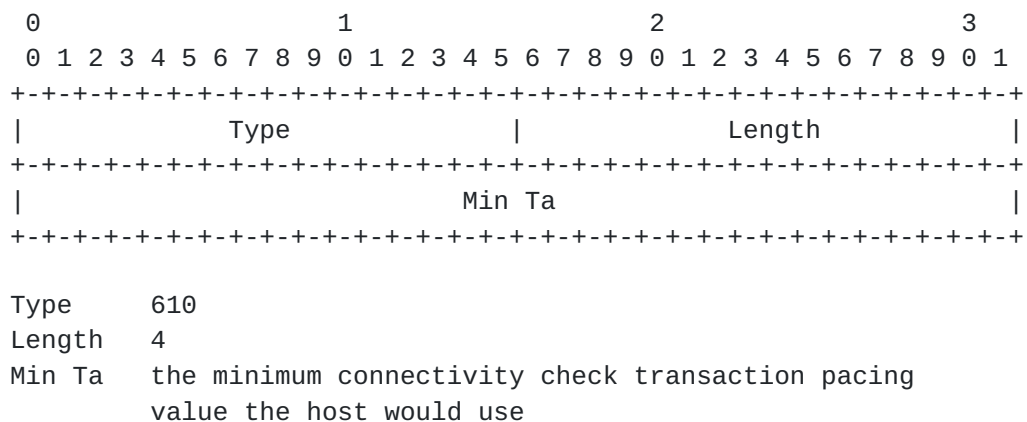 0                   1                   2                   3
 0 1 2 3 4 5 6 7 8 9 0 1 2 3 4 5 6 7 8 9 0 1 2 3 4 5 6 7 8 9 0 1
+-+-+-+-+-+-+-+-+-+-+-+-+-+-+-+-+-+-+-+-+-+-+-+-+-+-+-+-+-+-+-+-+
|             Type              |             Length            |
+-+-+-+-+-+-+-+-+-+-+-+-+-+-+-+-+-+-+-+-+-+-+-+-+-+-+-+-+-+-+-+-+
|                            Min Ta                             |
+-+-+-+-+-+-+-+-+-+-+-+-+-+-+-+-+-+-+-+-+-+-+-+-+-+-+-+-+-+-+-+-+

Type     610
Length   4
Min Ta   the minimum connectivity check transaction pacing
         value the host would use